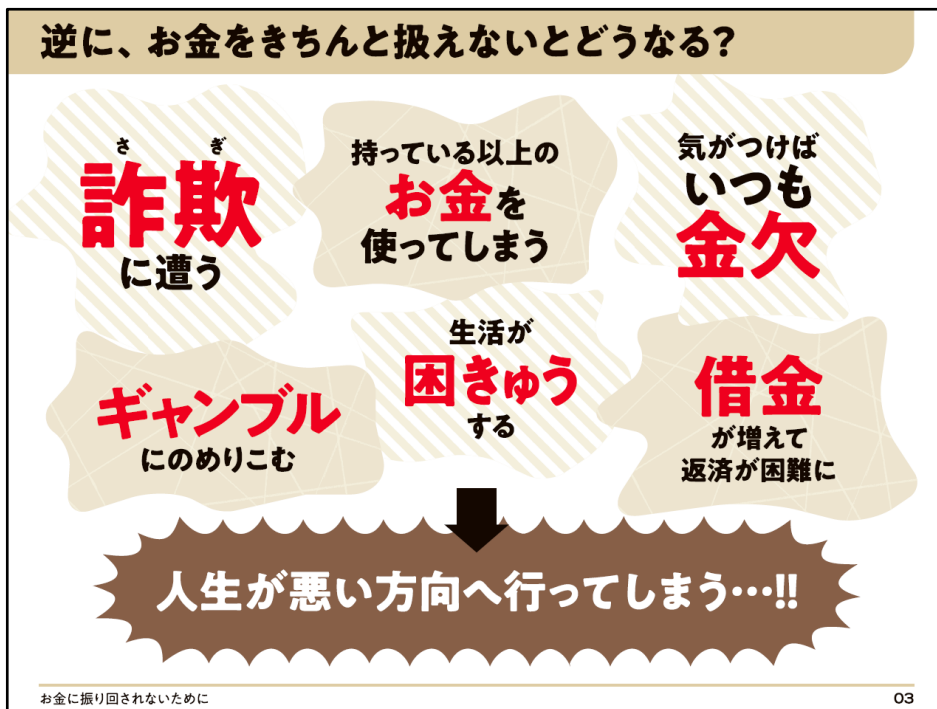 逆に、お金をきちんと扱えないとどうなる?
さ ぎ
詐欺
に遭う
持っている以上の
お金を
使ってしまう
気がつけば
いつも
金欠
ギャンブル
にのめりこむ
生活が
困きゅう
する
借金
が増えて
返済が困難に
人生が悪い方向へ行ってしまう…!!
お金に振り回されないために
03